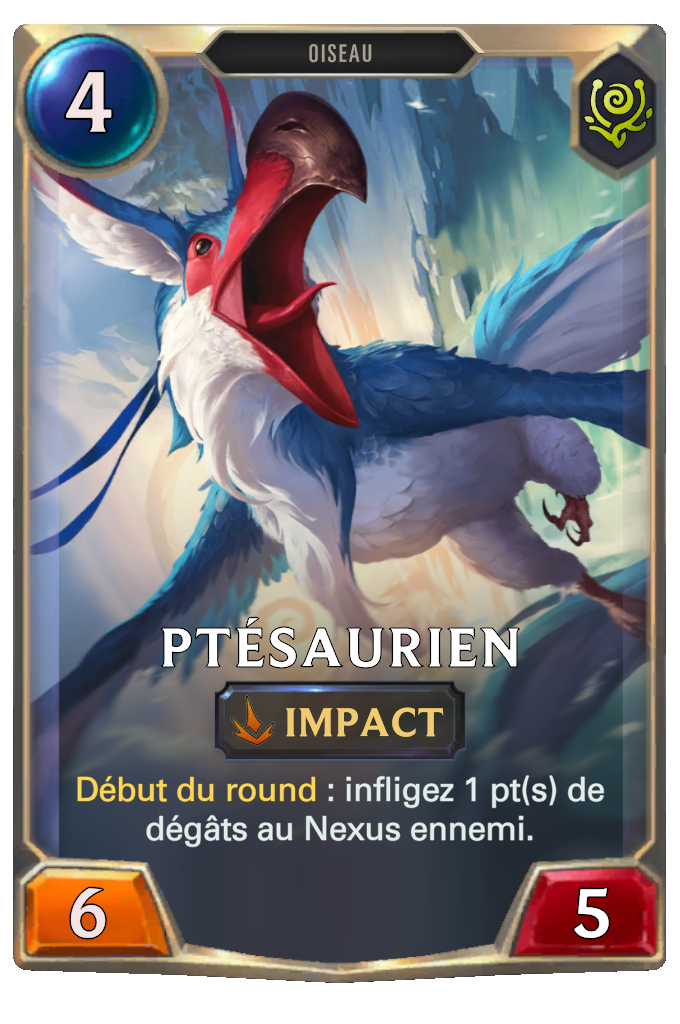 OISEAU
4
PTÉSAURIEN
IMPACT
Début du round : infligez 1 pt(s) de
dégâts au Nexus ennemi.
6
5